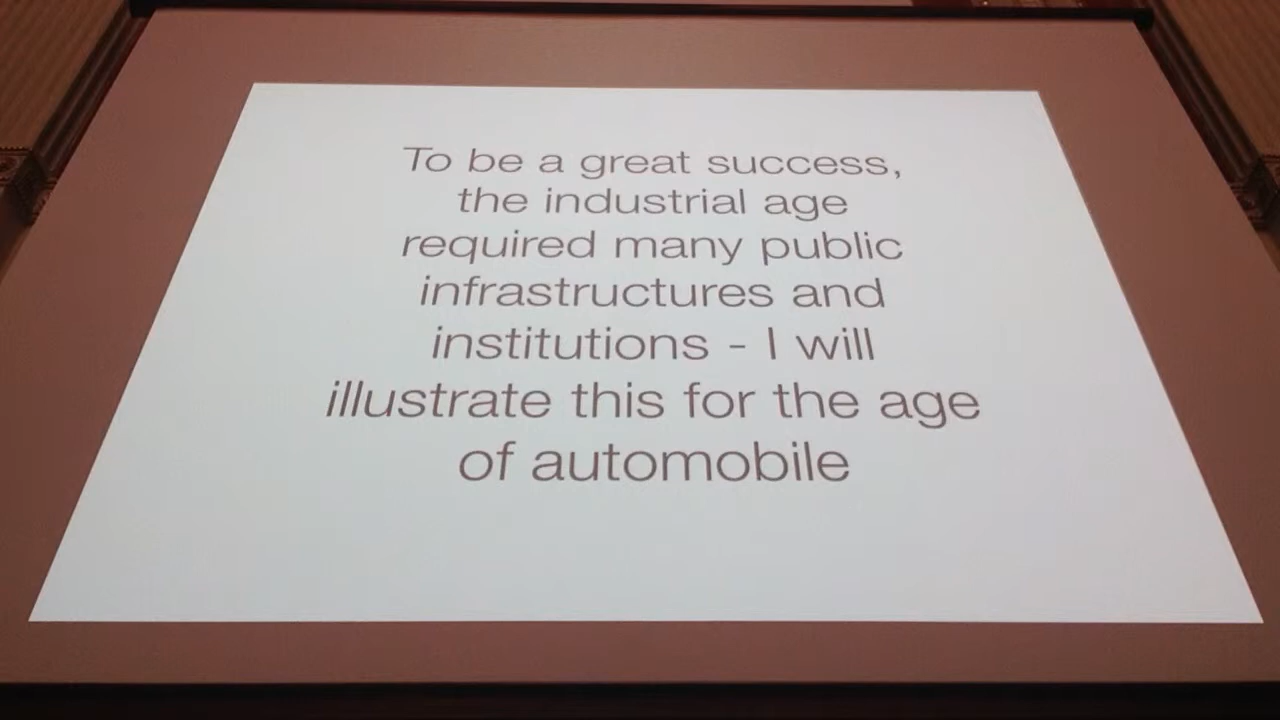 To be a great success,
the industrial age
required many public
infrastructures and
institutions - I will
illustrate this for the age
of automobile